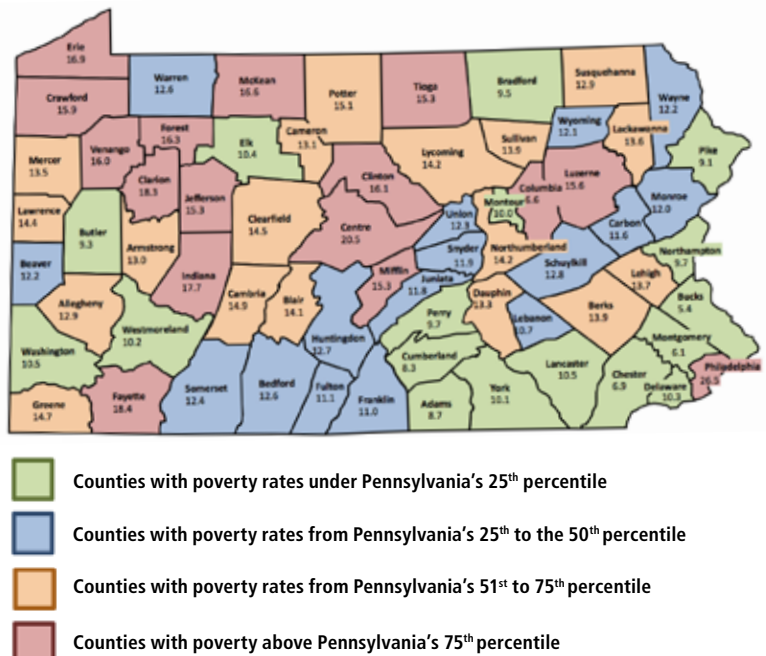 Erie
16.9
Warren
12.6
McKean
16.6
Potter
15.1
Tioga
15.3
Bradford
9.5
Susquehanna
12.9
Wayne
12.2
Crawford
15.9
Forest
16.3
Venango
16.0
Elk
10.4
Cameron
13.1
Lycoming
14.2
Sullivan
13.5
Wyoming
12.1
Lackawanna
13.6
Pike
9.1
Mercer
13.5
Clarion
18.3
Jefferson
15.3
Clinton
16.1
Columbia
Luzerne
15.6
Monroe
12.0
Lawrence
14.4
Butler
9.3
Armstrong
13.0
Clearfield
14.5
Centre
20.5
Union
12.3
Montour
10.0
Carbon
11.6
Northumberland
14.2
Snyder
11.9
Schuylkill
12.8
Northampton
9.7
Beaver
12.2
Indiana
17.7
Mifflin
15.3
Juniata
11.8
Lehigh
13.7
Allegheny
12.9
Cambria
14.9
Blair
14.1
Huntingdon
12.7
Perry
9.7
Dauphin
13.3
Lebanon
10.7
Berks
13.9
Bucks
5.4
Westmoreland
10.2
Washington
10.5
Cumberland
8.3
Lancaster
10.5
Montgomery
6.1
Chester
6.9
Delaware
10.3
Philadelphia
26.5
Greene
14.7
Fayette
18.4
Somerset
12.4
Bedford
12.6
Fulton
11.1
Franklin
11.0
Adams
8.7
York
10.1
Counties with poverty rates under Pennsylvania's 25th percentile
Counties with poverty rates from Pennsylvania's 25th to the 50th percentile
Counties with poverty rates from Pennsylvania's 51st to 75th percentile
Counties with poverty above Pennsylvania's 75th percentile